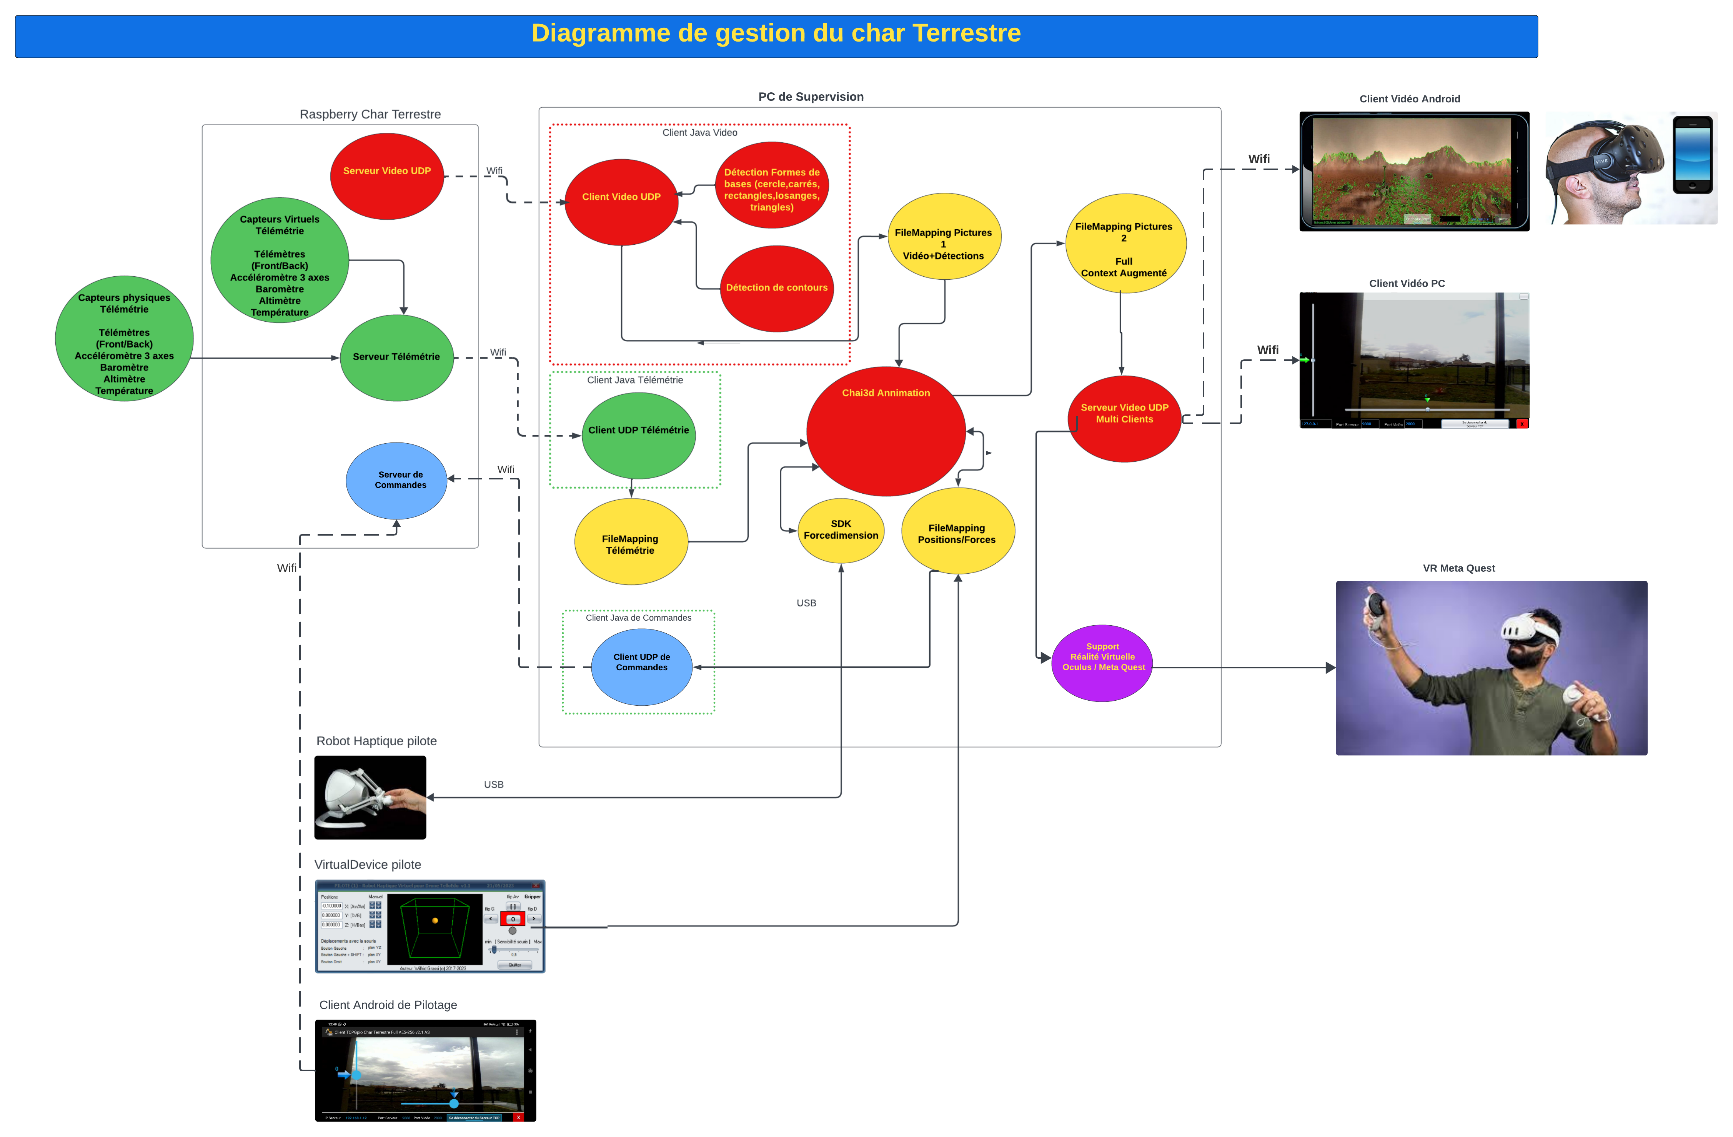 Diagramme de gestion du char Terrestre
PC de Supervision
Client Vidéo Android
Raspberry Char Terrestre
Client Java Video
Serveur Video UDP
Wifi
Client Video UDP
Détection Formes de
bases (cercle,carrés,
rectangles,losanges,
triangles)
Wifi
Capteurs Virtuels
Télémétrie
Télémètres
(Front/Back)
Accéléromètre 3 axes
Baromètre
Altimètre
Température
FileMapping Pictures
1
Vidéo+Détections
FileMapping Pictures
2
Full
Context Augmenté
Détection de contours
Client Vidéo PC
Capteurs physiques
Télémétrie
Télémètres
(Front/Back)
Accéléromètre 3 axes
Baromètre
Altimètre
Température
Serveur Télémétrie
Wifi
Wifi
Client Java Télémétrie
Client UDP Télémétrie
Chai3d Annimation
Serveur Video UDP
Multi Clients
Serveur de
Commandes
Wifi
FileMapping
Télémétrie
SDK
Forcedimension
FileMapping
Positions/Forces
Wifi
VR Meta Quest
USB
Client Java de Commandes
Client UDP de
Commandes
Support
Réalité Virtuelle
Oculus / Meta Quest
Robot Haptique pilote
USB
VirtualDevice pilote
Positions
Manuel
Déplacements avec la souris
Quitter
Client Android de Pilotage